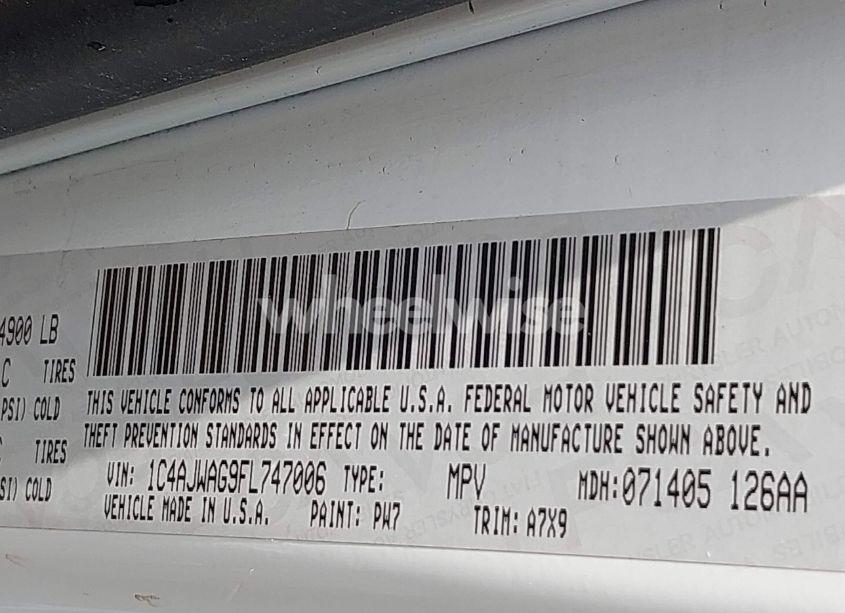 4900 LB
C TIRES
PSI) COLD
TIRES
SI) COLD
wheelwise
THIS VEHICLE CONFORMS TO ALL APPLICABLE U.S.A. FEDERAL MOTOR VEHICLE SAFETY AND
THEFT PREVENTION STANDARDS IN EFFECT ON THE DATE OF MANUFACTURE SHOWN ABOVE.
VIN: 1C4AJWAG9FL747006 TYPE: MPV MDH:071405 126AA
VEHICLE MADE IN U.S.A. PAINT: PW7 TRIM: A7X9